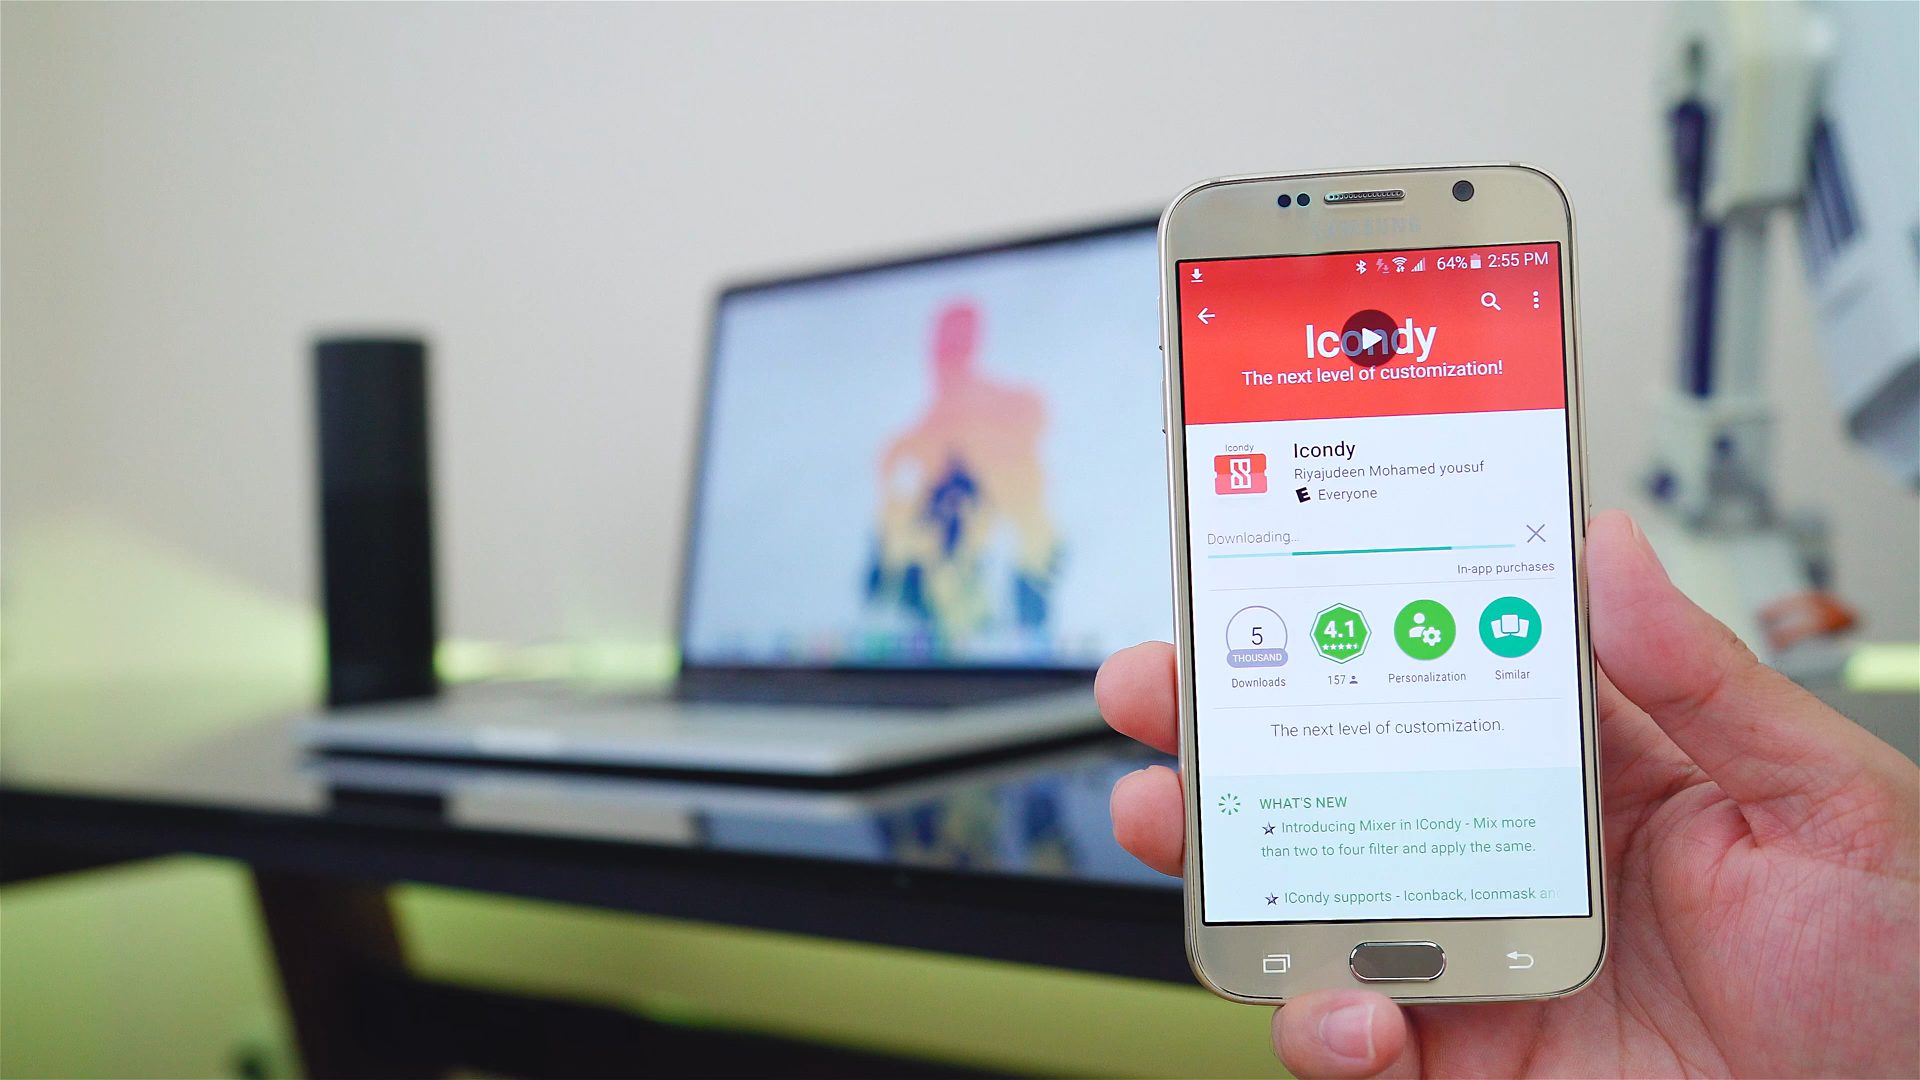 SAMSUNG
64% 2:55 PM
Icondy
The next level of customization!
Icondy
Icondy
Riyajudeen Mohamed yousuf
E Everyone
Downloading...
In-app purchases
5
THOUSAND
Downloads
4.1
157
Personalization
Similar
The next level of customization.
WHAT'S NEW
Introducing Mixer in ICondy - Mix more
than two to four filter and apply the same.
ICondy supports - Iconback, Iconmask and